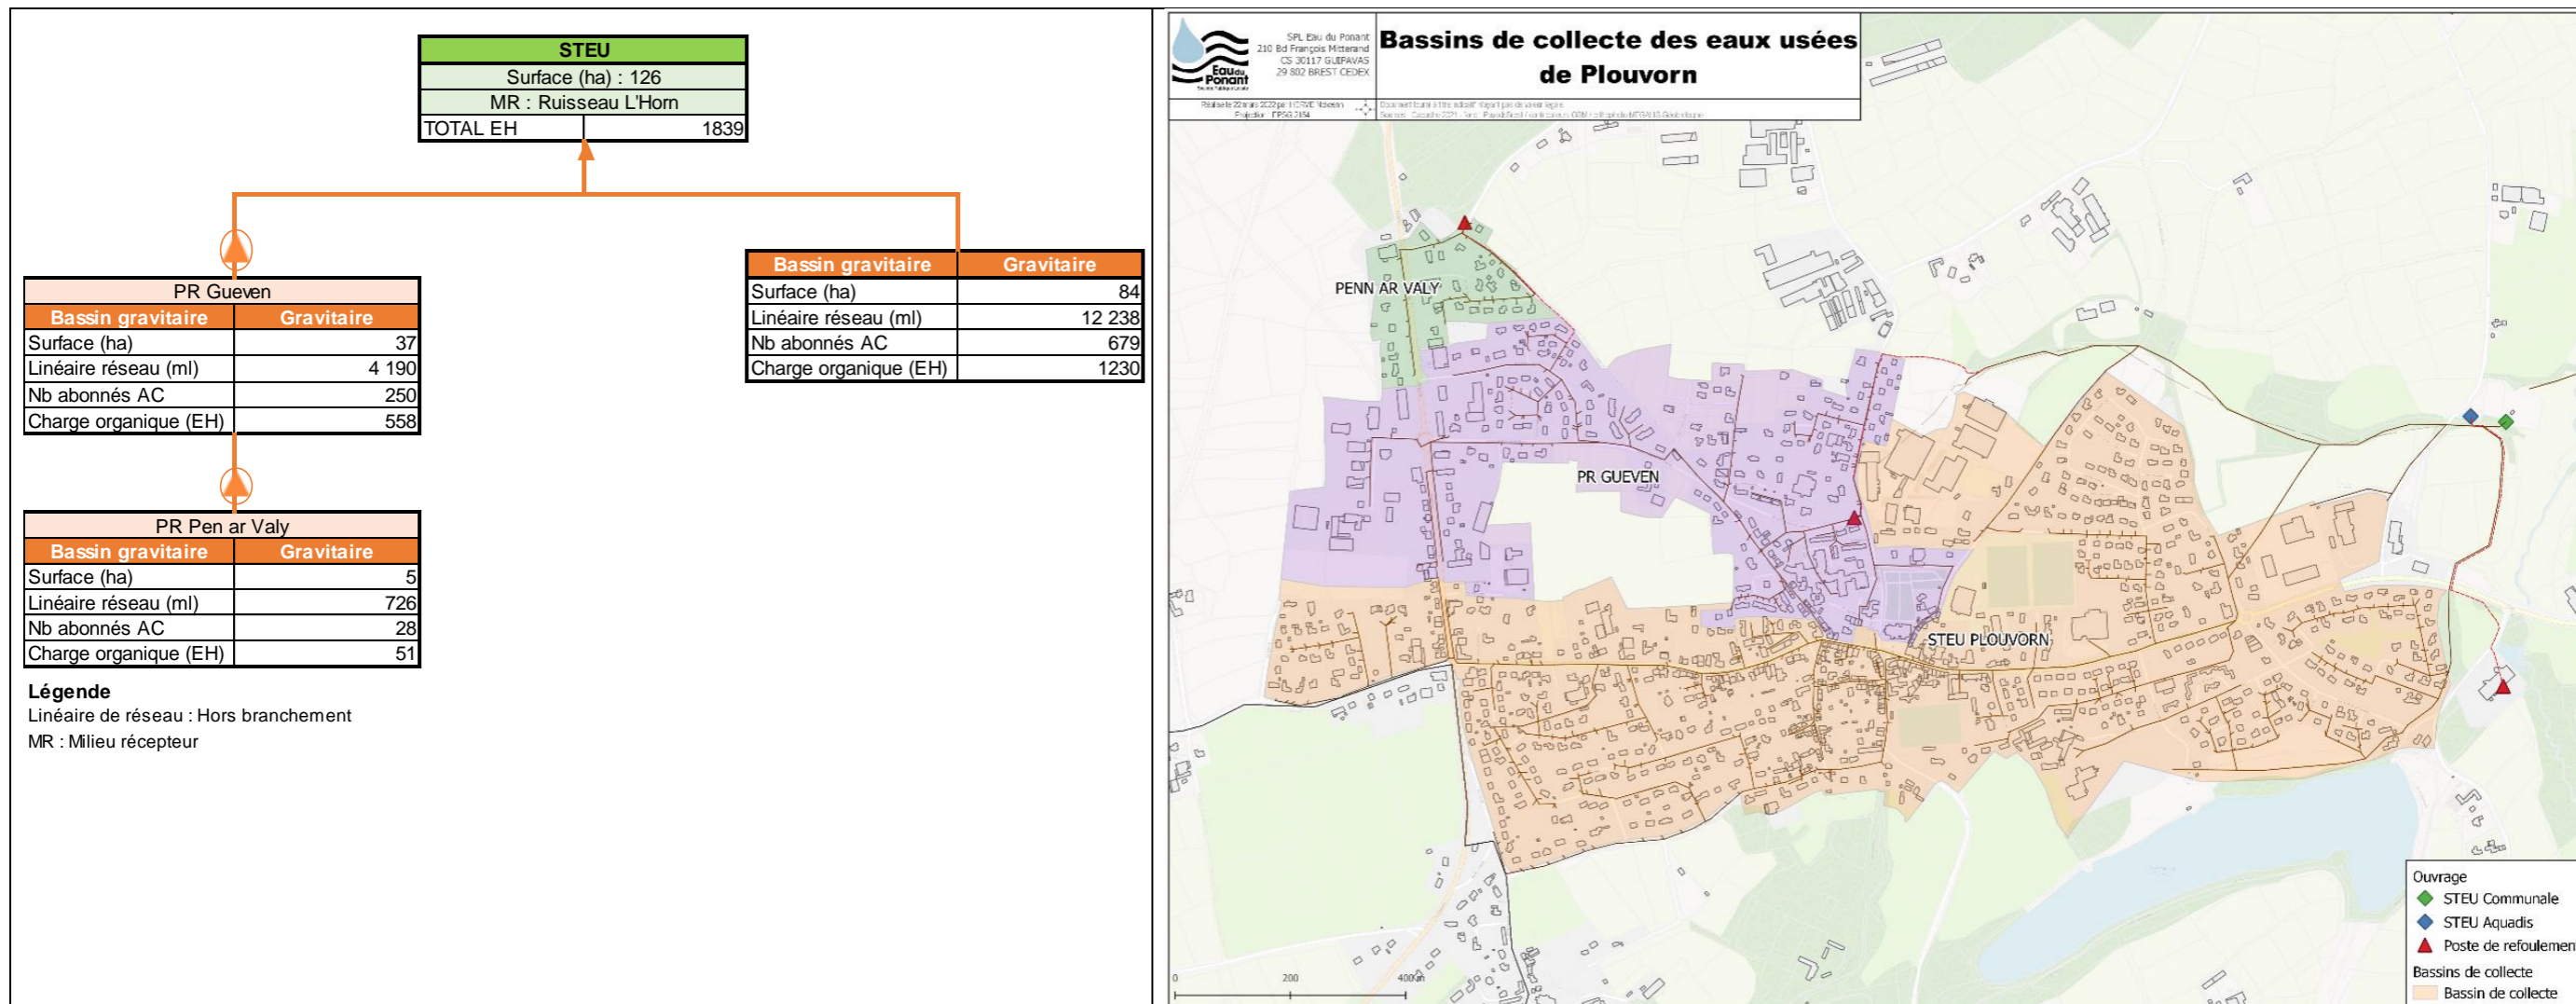 STEU
Surface (ha) : 126
MR : Ruisseau L'Horn
TOTAL EH 1839
PR Gueven
Bassin gravitaire Gravitaire
Surface (ha) 37
Linéaire réseau (ml) 4 190
Nb abonnés AC 250
Charge organique (EH) 558
Bassin gravitaire Gravitaire
Surface (ha) 84
Linéaire réseau (ml) 12 238
Nb abonnés AC 679
Charge organique (EH) 1230
PR Pen ar Valy
Bassin gravitaire Gravitaire
Surface (ha) 5
Linéaire réseau (ml) 726
Nb abonnés AC 28
Charge organique (EH) 51
Légende
Linéaire de réseau : Hors branchement
MR : Milieu récepteur
Eau du
Ponant
SPL Eau du Ponant
210 Bd François Mitterand
CS 30117 GUIPAVAS
29 802 BREST CEDEX
Bassins de collecte des eaux usées
de Plouvorn
PENN AR VALY
PR GUEVEN
STEU PLOUVORN
0 200 400 m
Ouvrage
STEU Communale
STEU Aquadis
Poste de refoulement
Bassins de collecte
Bassin de collecte